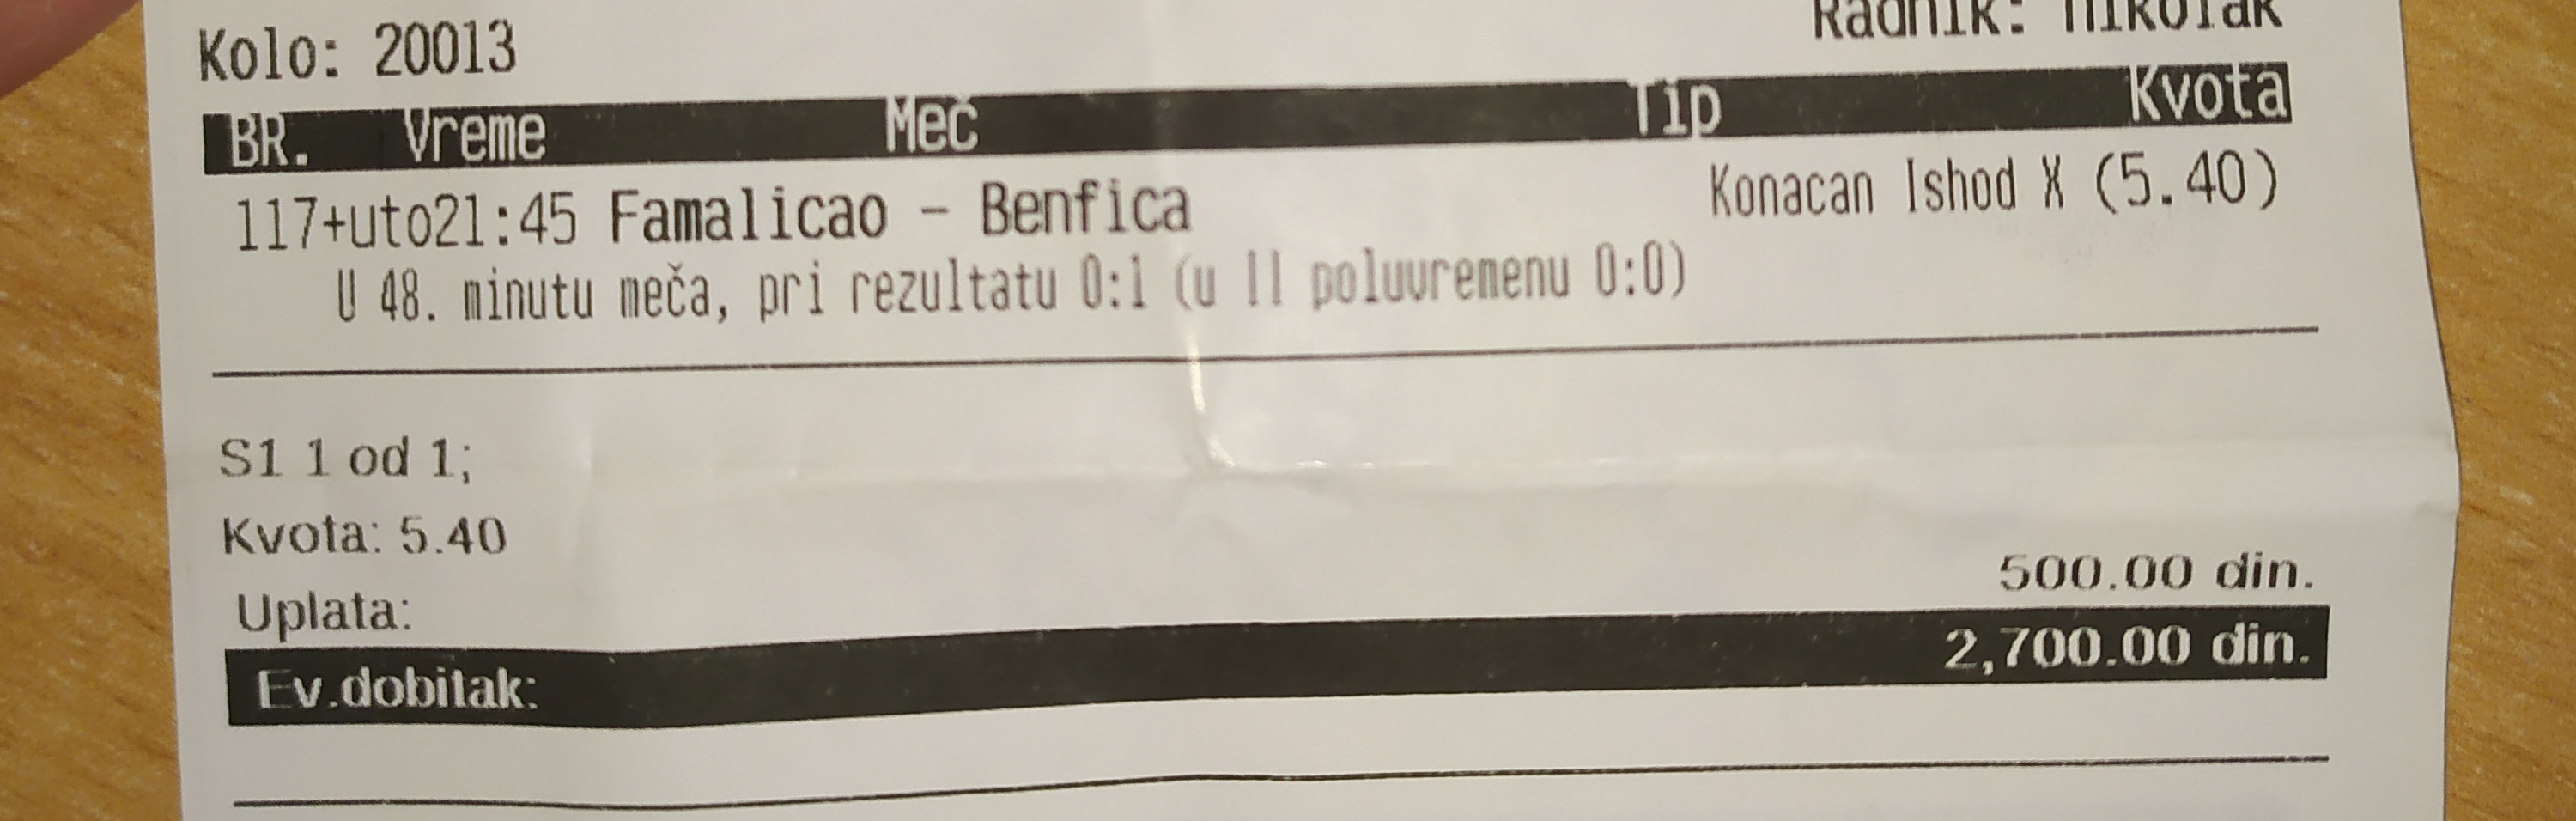 Kolo: 20013 Radnik: nikolak
BR. Vreme Meč Tip Kvota
117+uto21:45 Famalicao - Benfica Konacan Ishod X (5.40)
U 48. minutu meča, pri rezultatu 0:1 (u II poluvremenu 0:0)
S1 1 od 1;
Kvota: 5.40
Uplata: 500.00 din.
Ev.dobitak: 2,700.00 din.